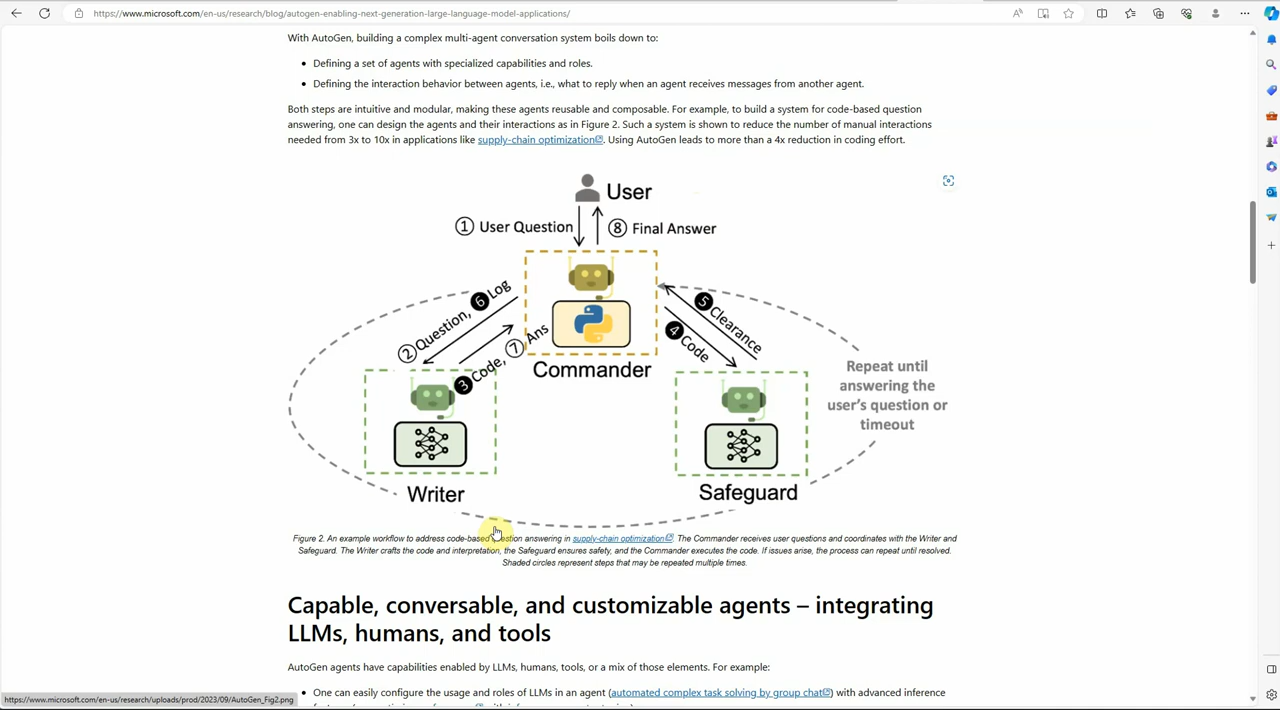 https://www.microsoft.com/en-us/research/blog/autogen-enabling-next-generation-large-language-model-applications/
With AutoGen, building a complex multi-agent conversation system boils down to:
• Defining a set of agents with specialized capabilities and roles.
• Defining the interaction behavior between agents, i.e., what to reply when an agent receives messages from another agent.
Both steps are intuitive and modular, making these agents reusable and composable. For example, to build a system for code-based question
answering, one can design the agents and their interactions as in Figure 2. Such a system is shown to reduce the number of manual interactions
needed from 3x to 10x in applications like supply-chain optimization. Using AutoGen leads to more than a 4x reduction in coding effort.
User
① User Question
⑧ Final Answer
② Question, ❻ Log
❸ Code, ⑦ Ans
❺ Clearance
❹ Code
Commander
Repeat until
answering the
user's question or
timeout
Writer
Safeguard
Figure 2. An example workflow to address code-based question answering in supply-chain optimization. The Commander receives user questions and coordinates with the Writer and
Safeguard. The Writer crafts the code and interpretation, the Safeguard ensures safety, and the Commander executes the code. If issues arise, the process can repeat until resolved.
Shaded circles represent steps that may be repeated multiple times.
Capable, conversable, and customizable agents – integrating
LLMs, humans, and tools
AutoGen agents have capabilities enabled by LLMs, humans, tools, or a mix of those elements. For example:
• One can easily configure the usage and roles of LLMs in an agent (automated complex task solving by group chat) with advanced inference
https://www.microsoft.com/en-us/research/uploads/prod/2023/09/AutoGen_Fig2.png